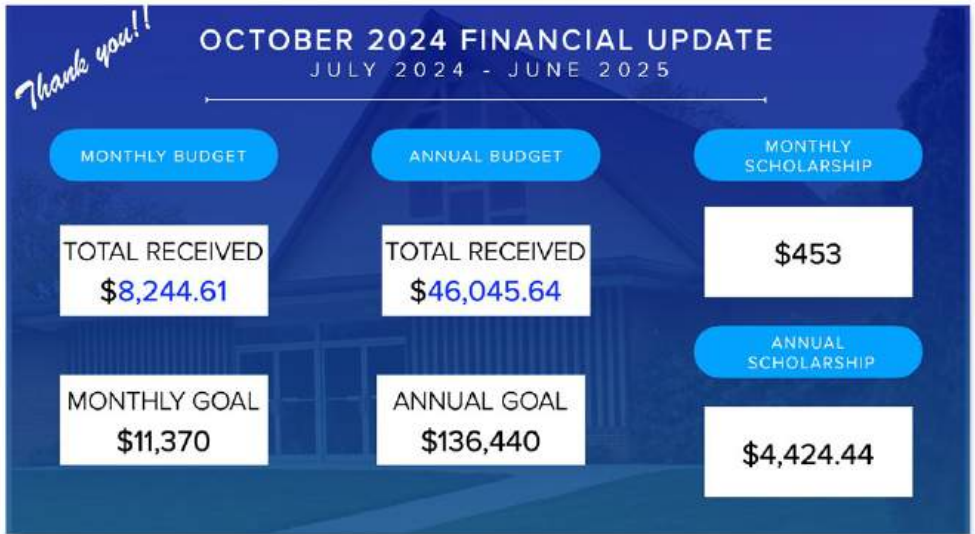 Thank you!!
OCTOBER 2024 FINANCIAL UPDATE
JULY 2024 - JUNE 2025
MONTHLY BUDGET
TOTAL RECEIVED
$8,244.61
MONTHLY GOAL
$11,370
ANNUAL BUDGET
TOTAL RECEIVED
$46,045.64
ANNUAL GOAL
$136,440
MONTHLY
SCHOLARSHIP
$453
ANNUAL
SCHOLARSHIP
$4,424.44